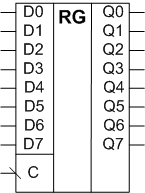 D0 RG Q0
D1 Q1
D2 Q2
D3 Q3
D4 Q4
D5 Q5
D6 Q6
D7 Q7
C